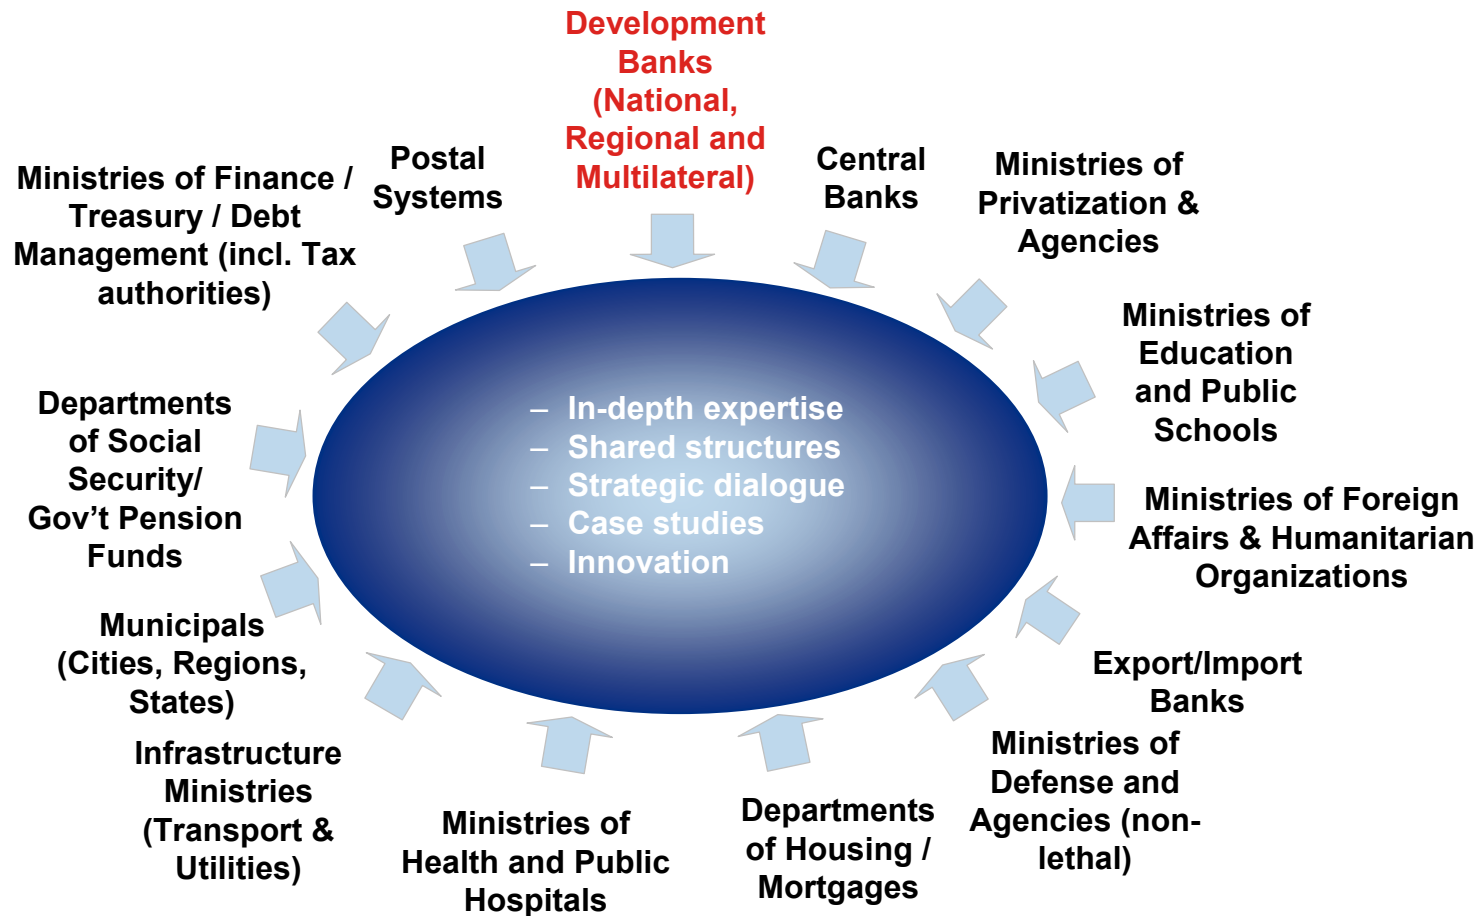 Development
Banks
(National,
Regional and
Multilateral)
Postal
Systems
Central
Banks
Ministries of
Privatization &
Agencies
Ministries of Finance /
Treasury / Debt
Management (incl. Tax
authorities)
Ministries of
Education
and Public
Schools
Departments
of Social
Security/
Gov’t Pension
Funds
– In-depth expertise
– Shared structures
– Strategic dialogue
– Case studies
– Innovation
Ministries of Foreign
Affairs & Humanitarian
Organizations
Municipals
(Cities, Regions,
States)
Export/Import
Banks
Infrastructure
Ministries
(Transport &
Utilities)
Ministries of
Health and Public
Hospitals
Departments
of Housing /
Mortgages
Ministries of
Defense and
Agencies (non-
lethal)